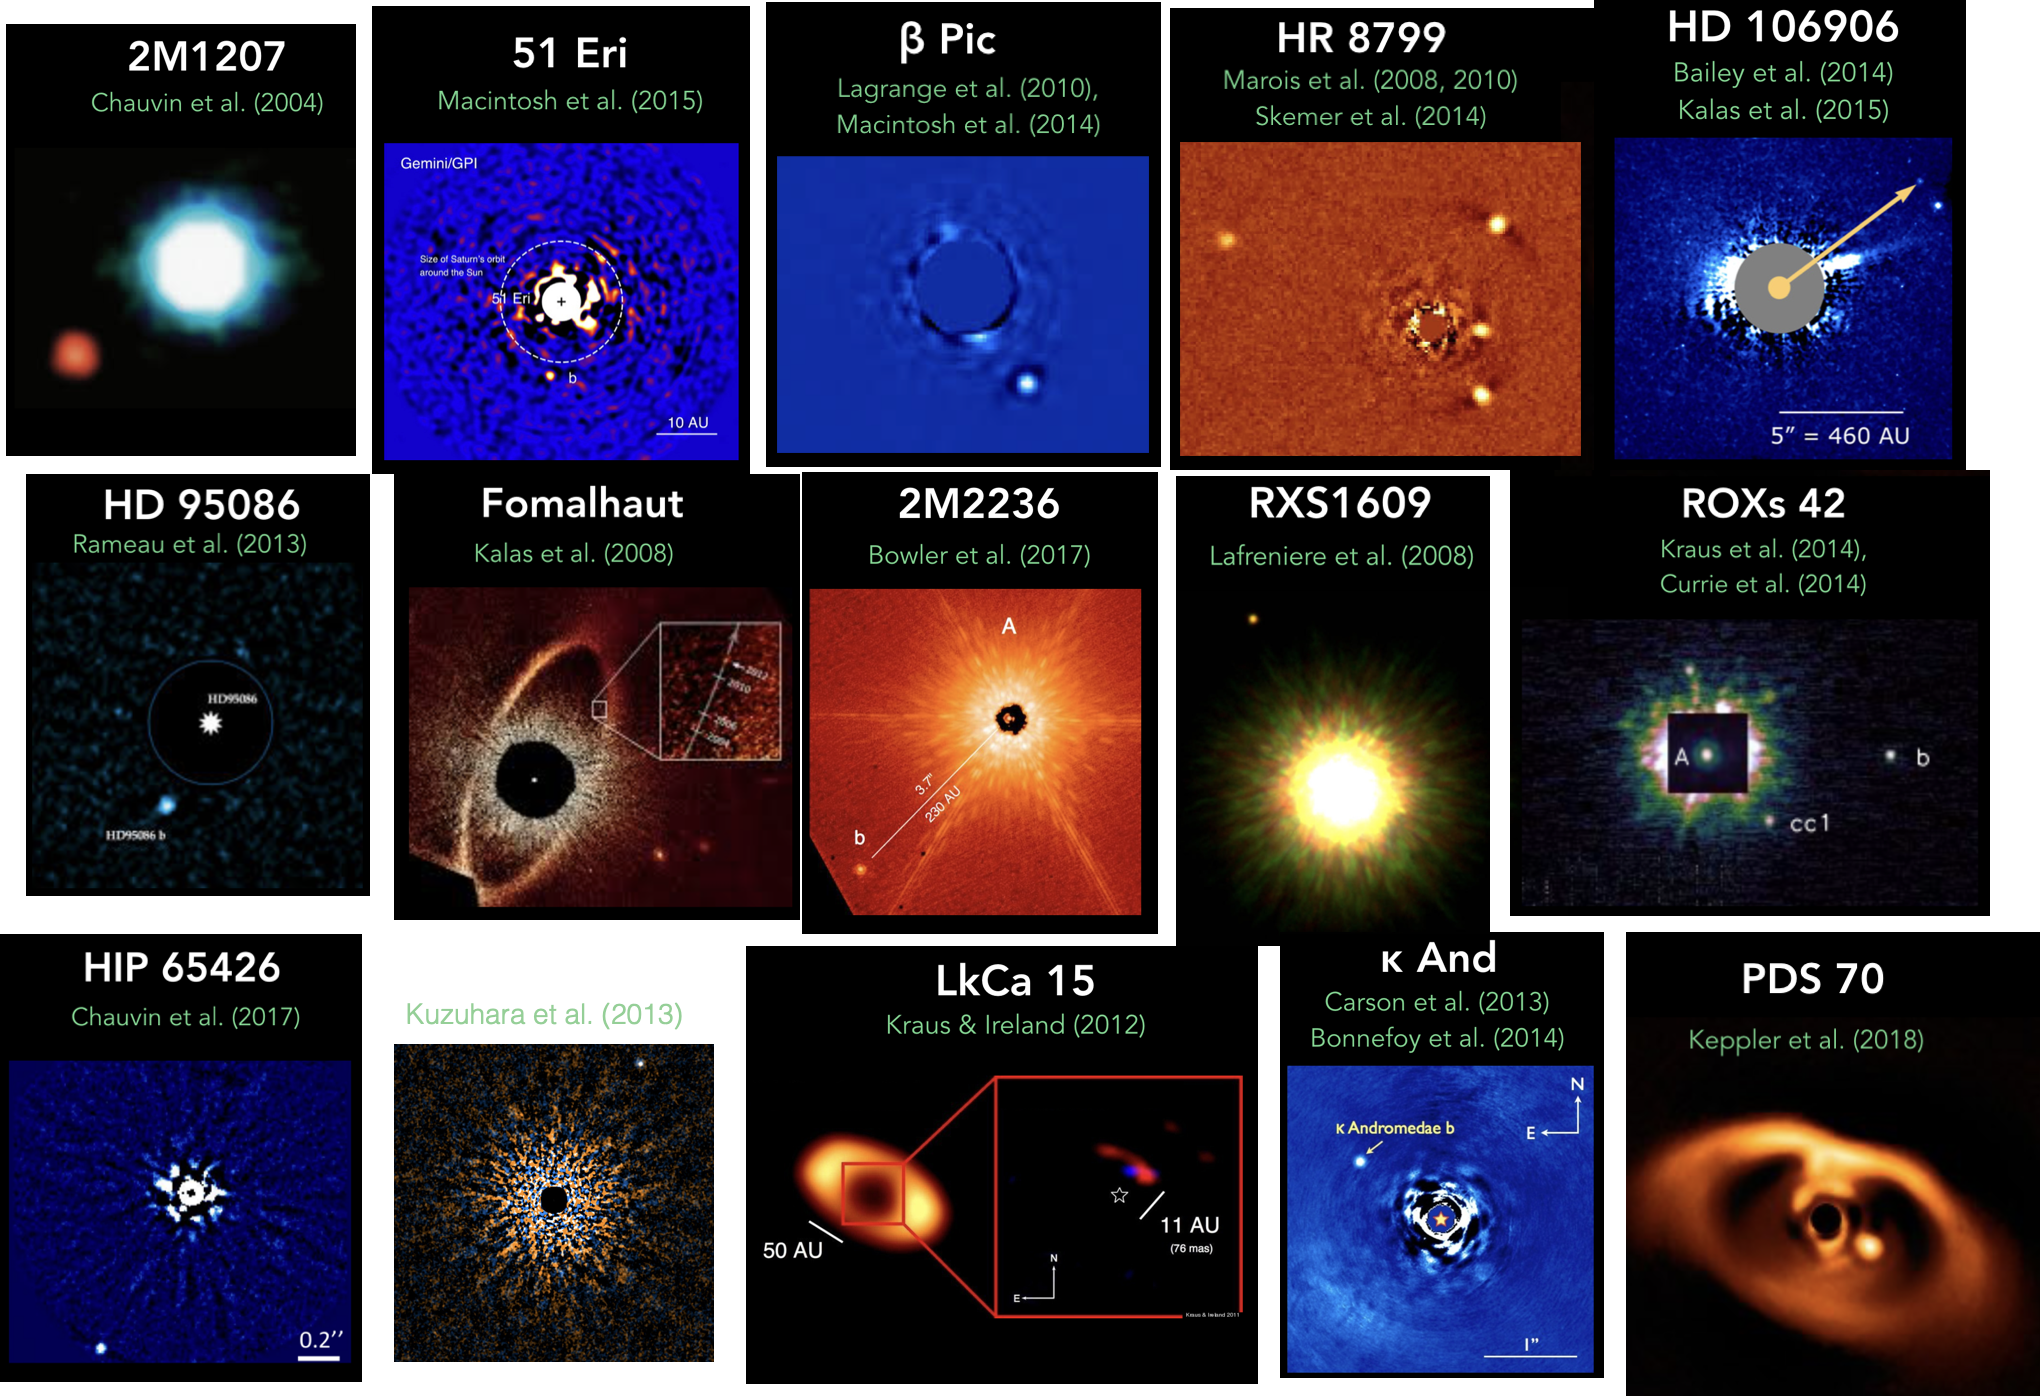 2M1207
Chauvin et al. (2004)
51 Eri
Macintosh et al. (2015)
Gemini/GPI
Size of Saturn's orbit
around the Sun
51 Eri
b
10 AU
β Pic
Lagrange et al. (2010),
Macintosh et al. (2014)
HR 8799
Marois et al. (2008, 2010)
Skemer et al. (2014)
HD 106906
Bailey et al. (2014)
Kalas et al. (2015)
5″ = 460 AU
HD 95086
Rameau et al. (2013)
HD95086
HD95086 b
Fomalhaut
Kalas et al. (2008)
2012
2010
2006
2004
2M2236
Bowler et al. (2017)
A
3.7"
230 AU
b
RXS1609
Lafreniere et al. (2008)
ROXs 42
Kraus et al. (2014),
Currie et al. (2014)
A
b
cc1
HIP 65426
Chauvin et al. (2017)
0.2″
Kuzuhara et al. (2013)
LkCa 15
Kraus & Ireland (2012)
50 AU
11 AU
(76 mas)
N
E
Kraus & Ireland 2011
κ And
Carson et al. (2013)
Bonnefoy et al. (2014)
N
E
κ Andromedae b
1"
PDS 70
Keppler et al. (2018)